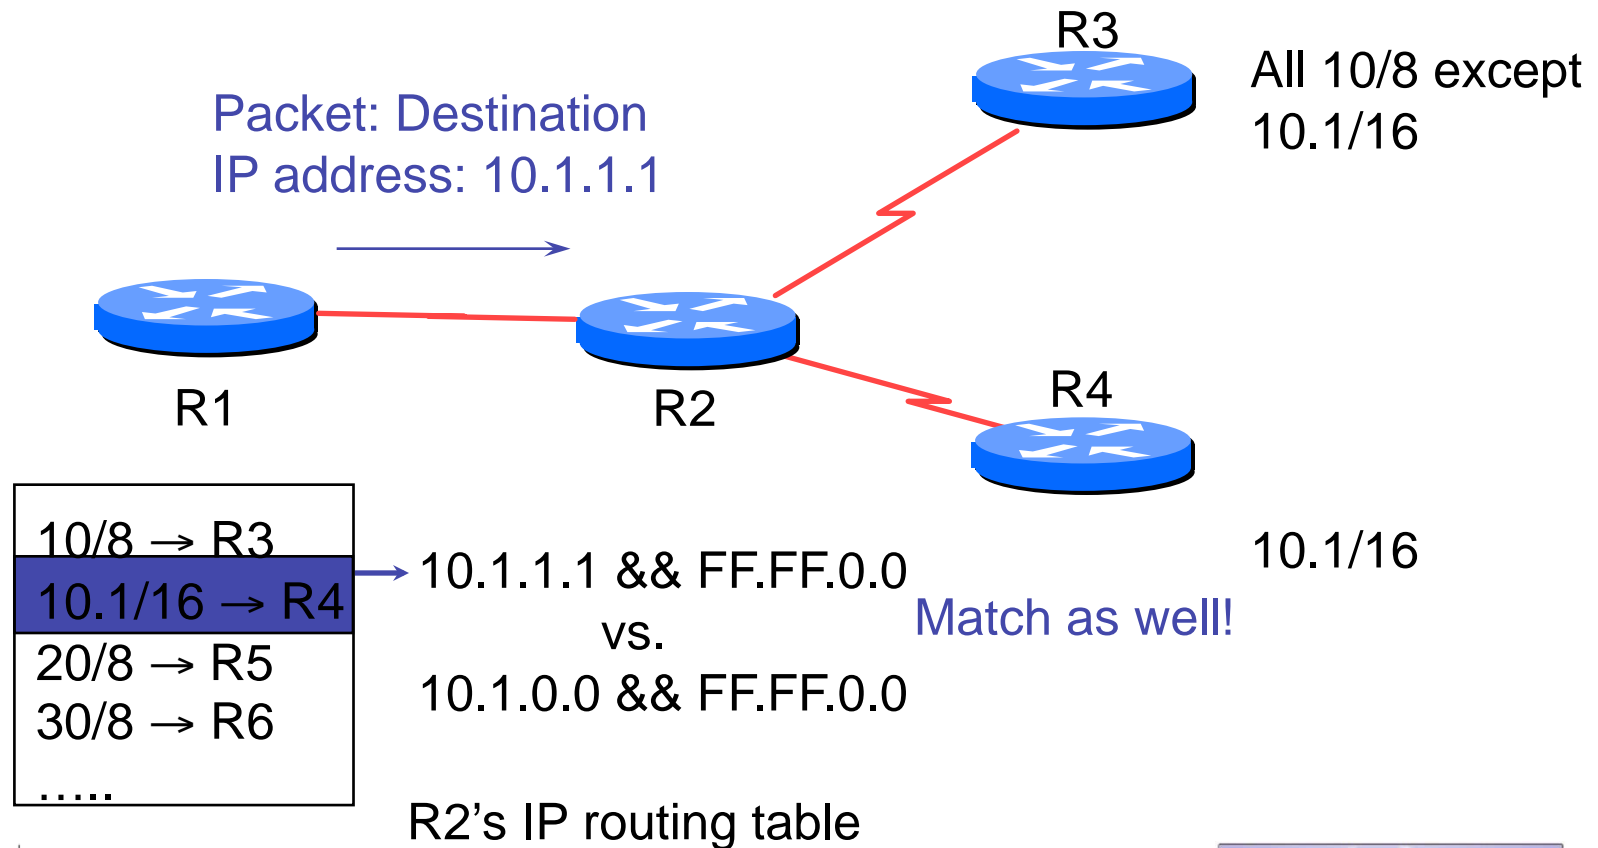 R3
All 10/8 except
10.1/16
Packet: Destination
IP address: 10.1.1.1
R1
R2
R4
10.1/16
10/8 → R3
10.1/16 → R4
20/8 → R5
30/8 → R6
…..
10.1.1.1 && FF.FF.0.0
vs.
10.1.0.0 && FF.FF.0.0
Match as well!
R2’s IP routing table